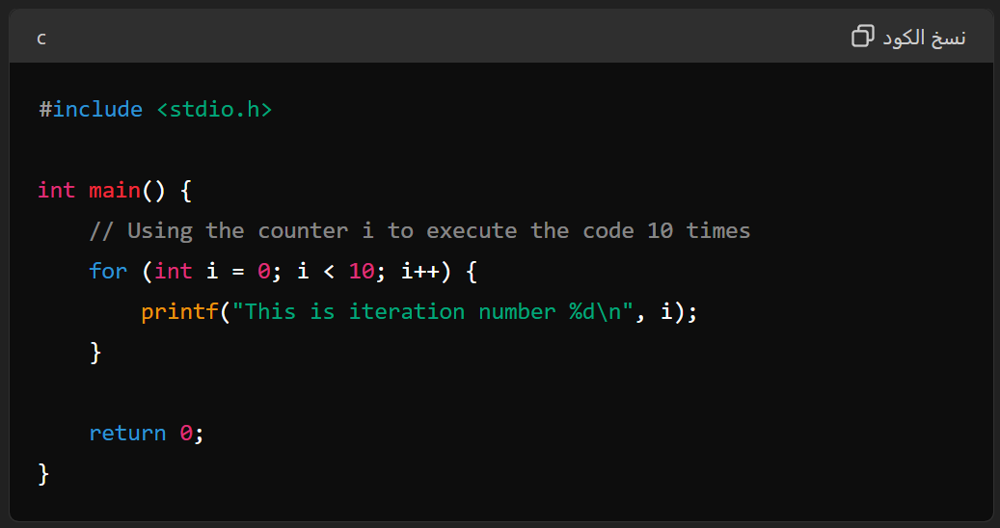 c
نسخ الكود
#include <stdio.h>
int main() {
    // Using the counter i to execute the code 10 times
    for (int i = 0; i < 10; i++) {
        printf("This is iteration number %d\n", i);
    }
    return 0;
}